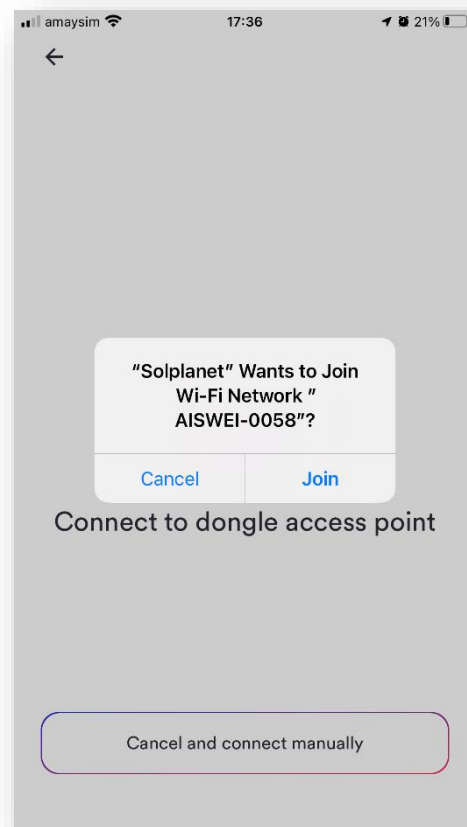 amaysim 17:36 21%
"Solplanet" Wants to Join
Wi-Fi Network "
AISWEI-0058"?
Cancel Join
Connect to dongle access point
Cancel and connect manually